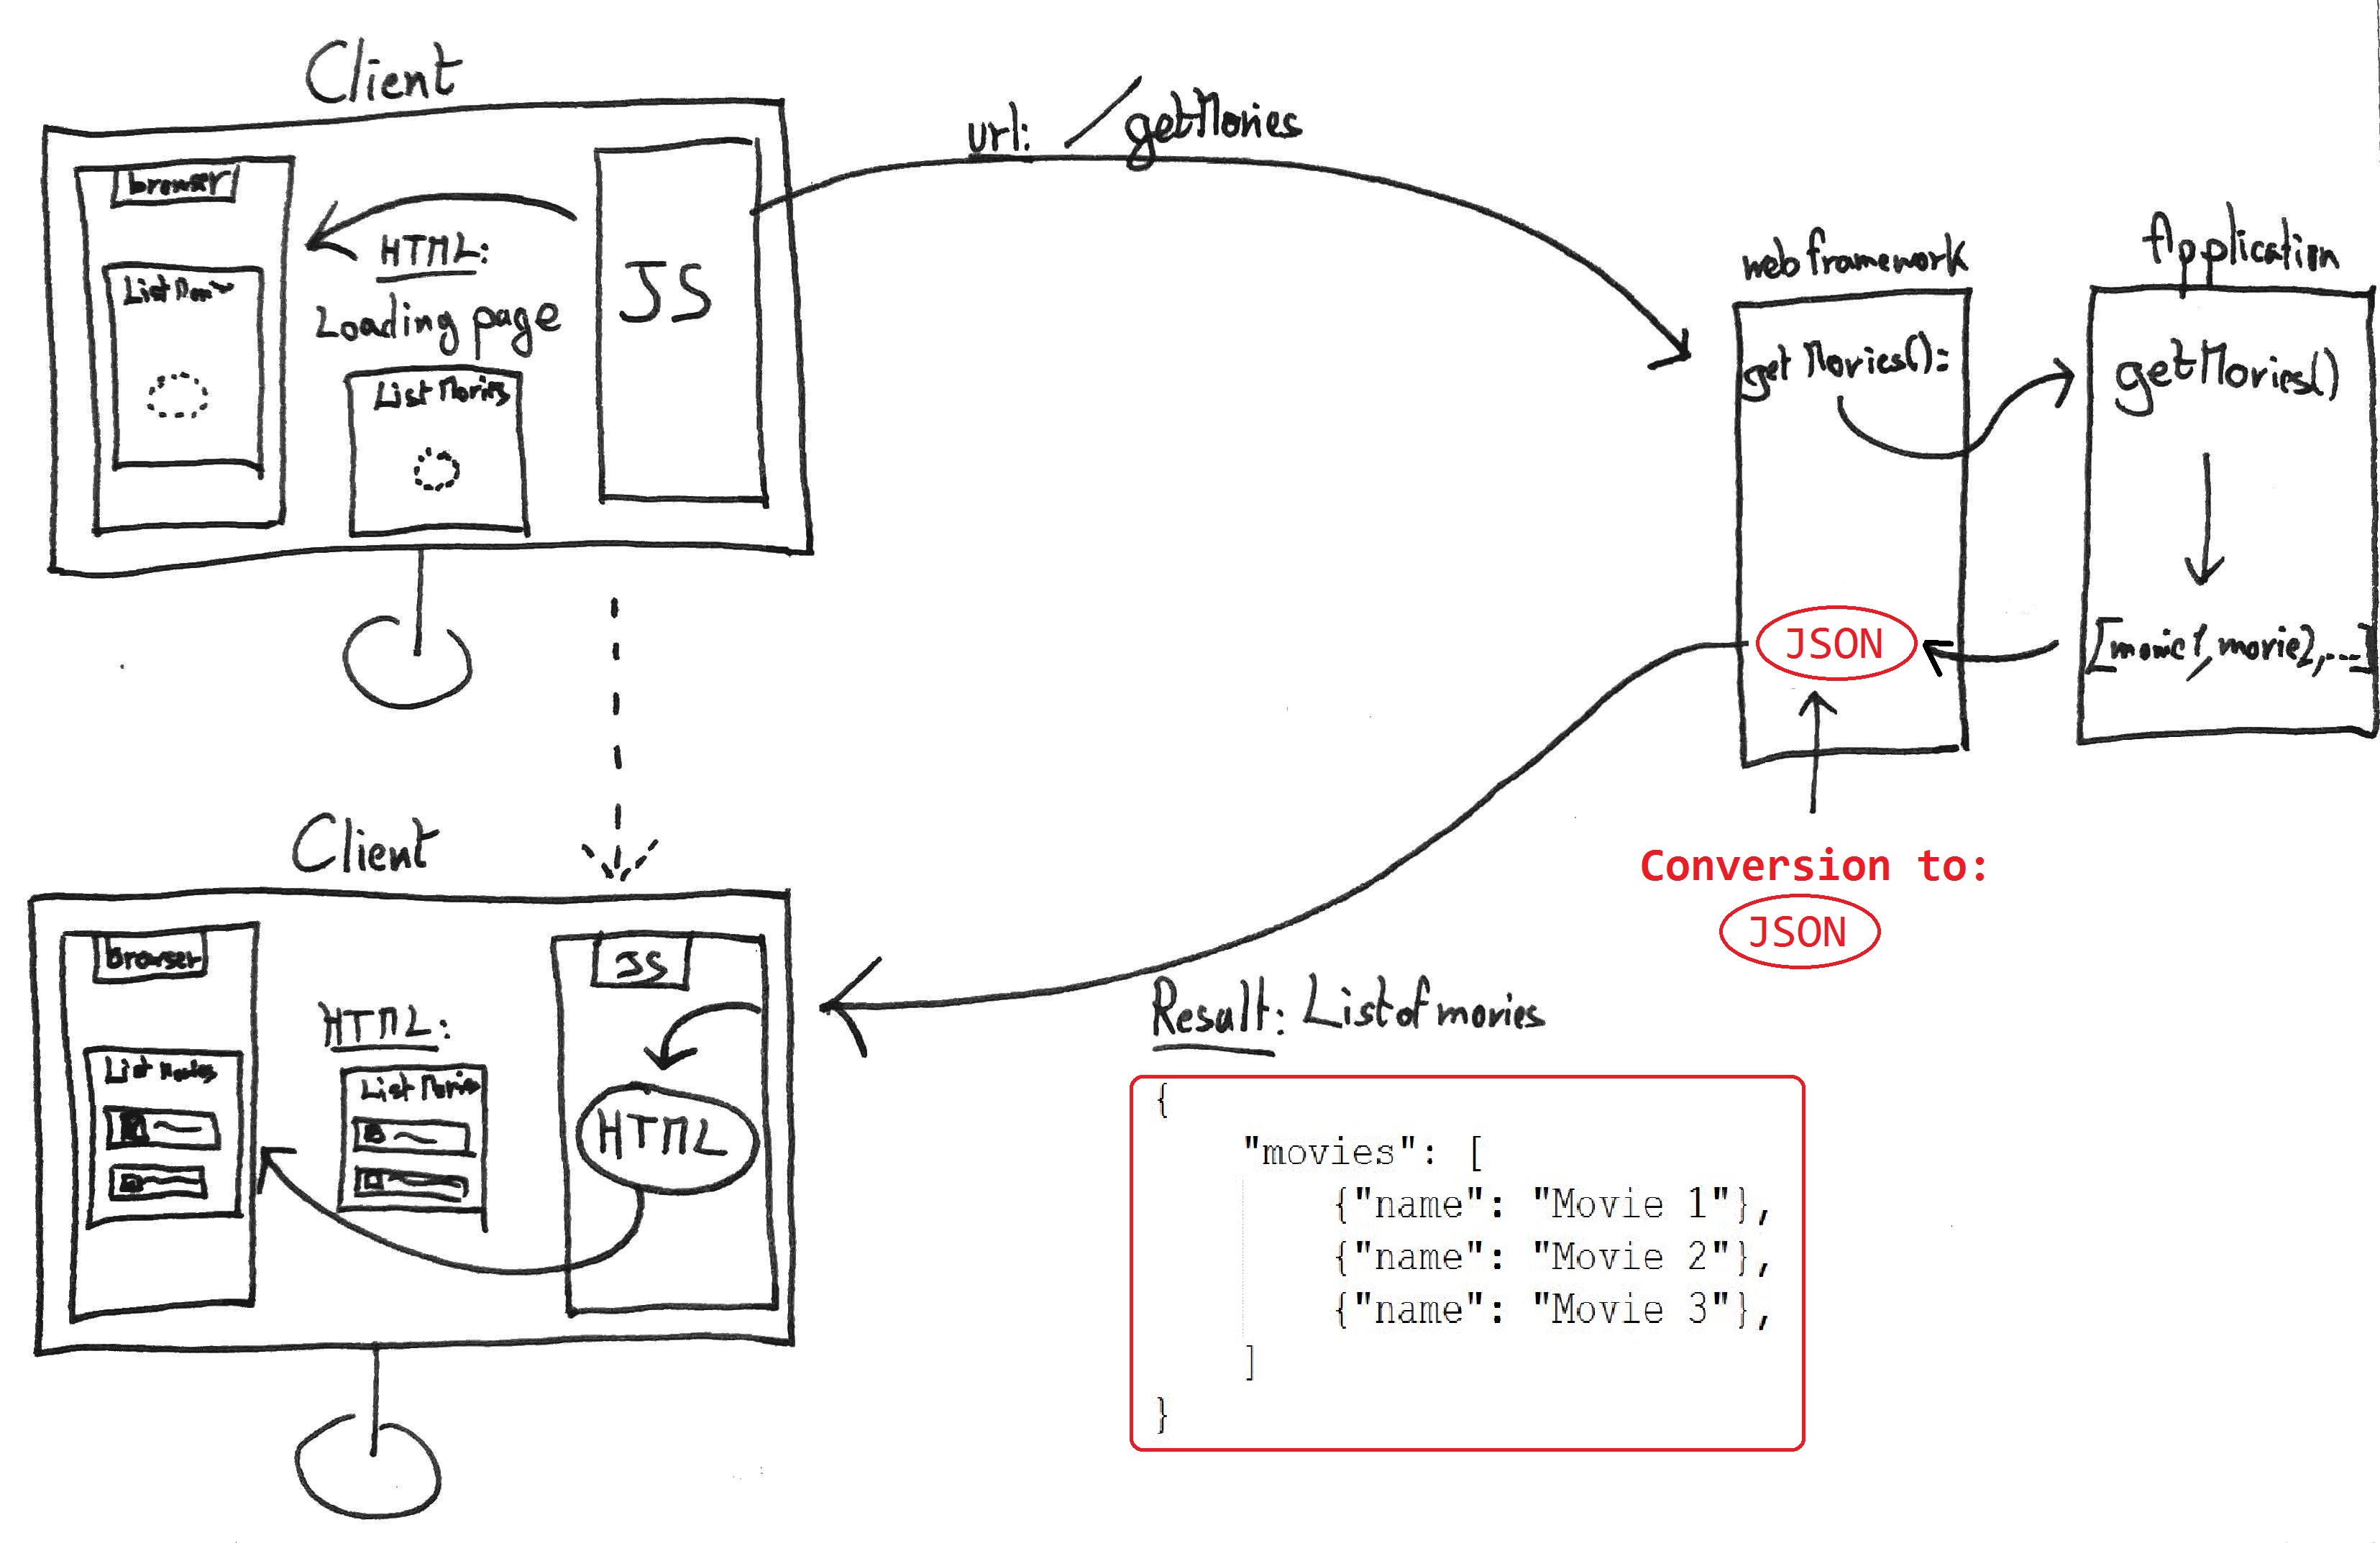 Client
browser
List Movi
HTML:
Loading page
List Movies
JS
url: /getMovies
web framework
getMovies():
JSON
Conversion to:
JSON
Application
getMovies()
[movie1, movie2, ...]
Client
browser
List Movies
HTML:
List Movies
JS
HTML
Result: List of movies
{
"movies": [
{"name": "Movie 1"},
{"name": "Movie 2"},
{"name": "Movie 3"},
]
}